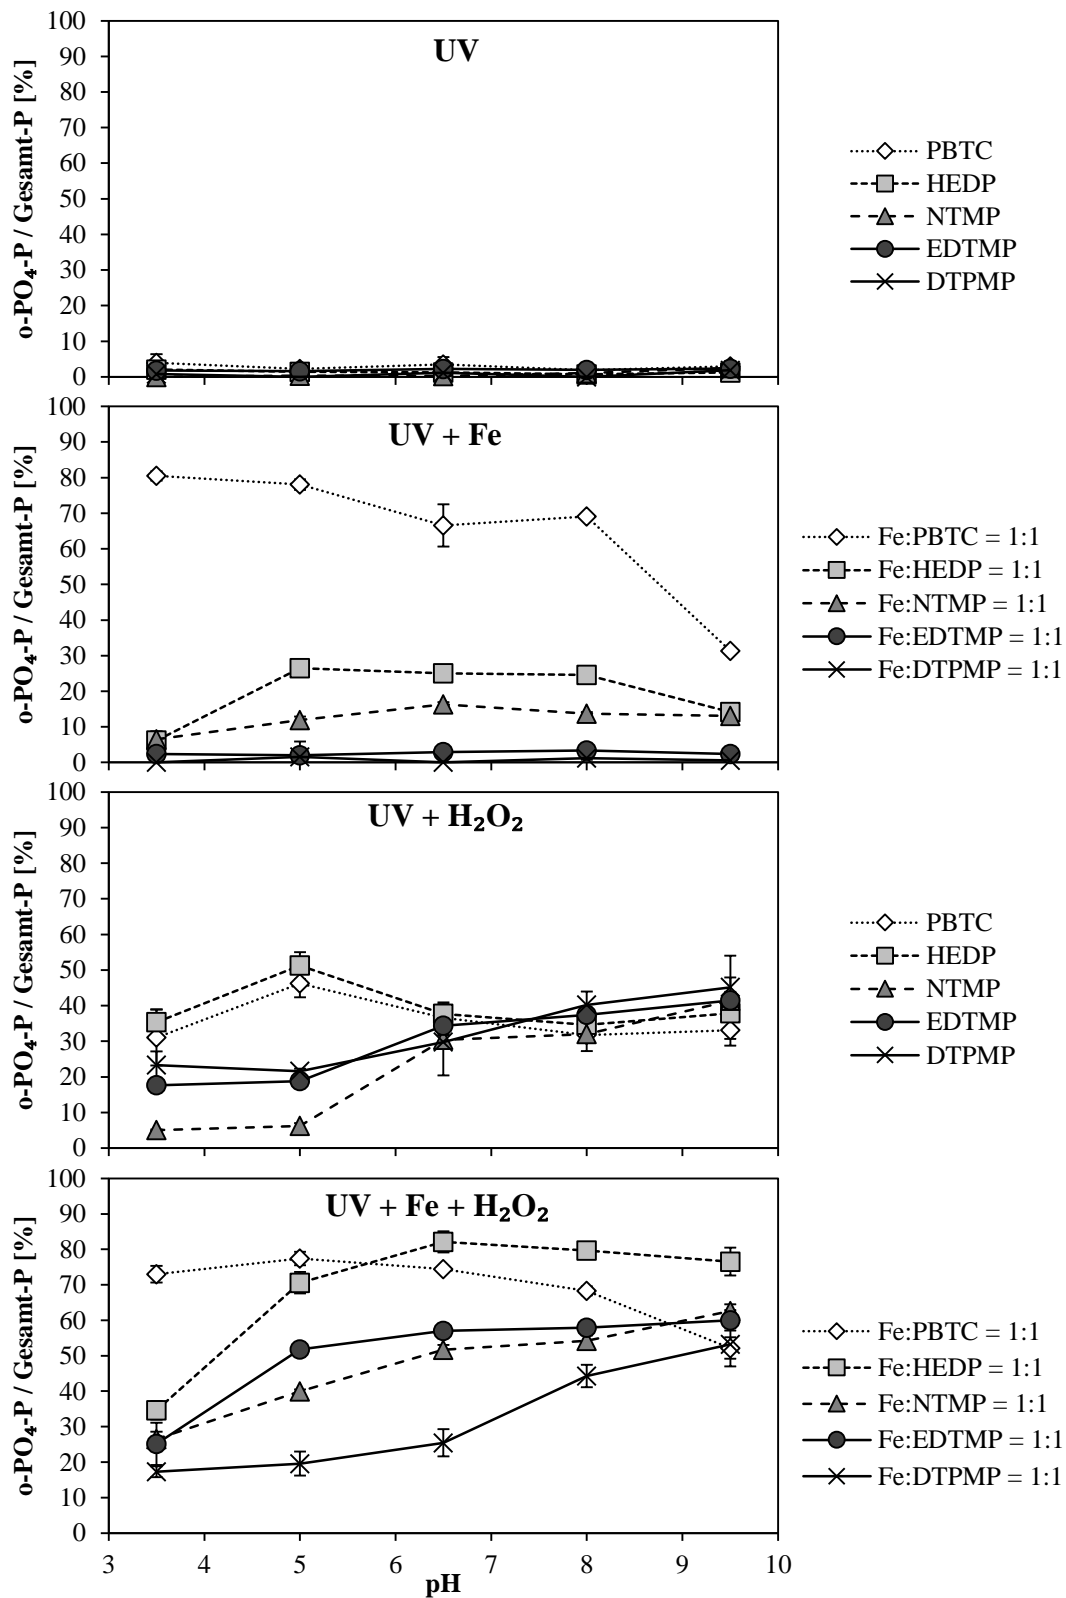 UV
o-PO₄-P / Gesamt-P [%]
100
90
80
70
60
50
40
30
20
10
0
PBTC
HEDP
NTMP
EDTMP
DTPMP
UV + Fe
o-PO₄-P / Gesamt-P [%]
100
90
80
70
60
50
40
30
20
10
0
Fe:PBTC = 1:1
Fe:HEDP = 1:1
Fe:NTMP = 1:1
Fe:EDTMP = 1:1
Fe:DTPMP = 1:1
UV + H₂O₂
o-PO₄-P / Gesamt-P [%]
100
90
80
70
60
50
40
30
20
10
0
PBTC
HEDP
NTMP
EDTMP
DTPMP
UV + Fe + H₂O₂
o-PO₄-P / Gesamt-P [%]
100
90
80
70
60
50
40
30
20
10
0
Fe:PBTC = 1:1
Fe:HEDP = 1:1
Fe:NTMP = 1:1
Fe:EDTMP = 1:1
Fe:DTPMP = 1:1
3 4 5 6 7 8 9 10
pH